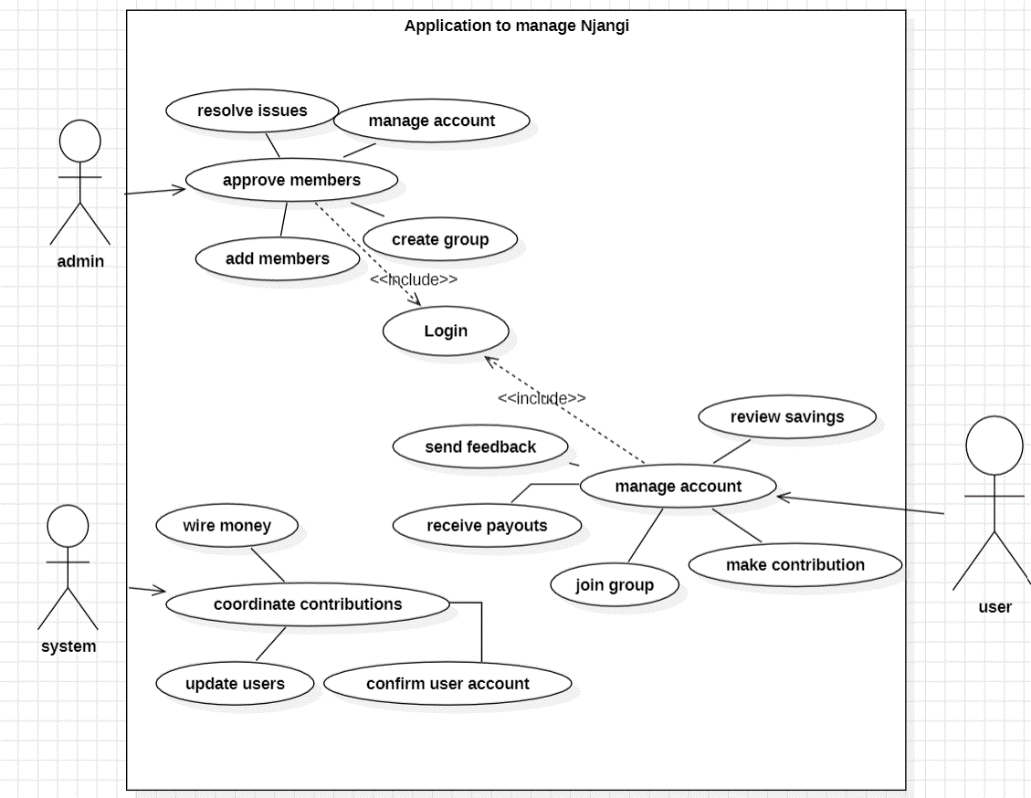 Application to manage Njangi
resolve issues
manage account
approve members
admin
add members
create group
<<include>>
Login
<<include>>
review savings
send feedback
manage account
receive payouts
wire money
make contribution
join group
coordinate contributions
user
system
update users
confirm user account